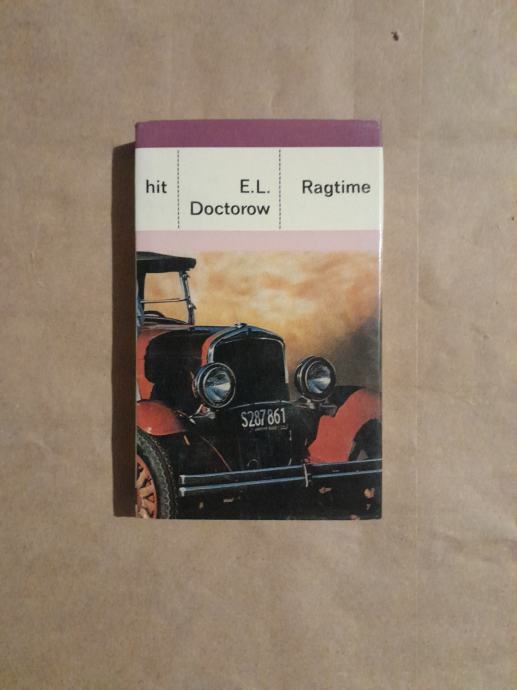 hit
E.L.
Doctorow
Ragtime
S287861